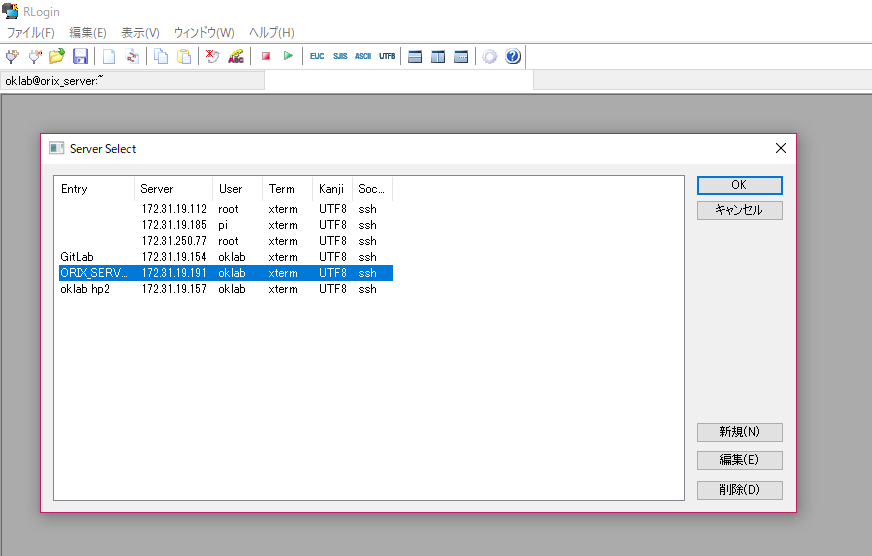 RLogin
ファイル(F) 編集(E) 表示(V) ウィンドウ(W) ヘルプ(H)
EUC SJIS ASCII UTF8
oklab@orix_server:~
Server Select
Entry Server User Term Kanji Soc...
172.31.19.112 root xterm UTF8 ssh
172.31.19.185 pi xterm UTF8 ssh
172.31.250.77 root xterm UTF8 ssh
GitLab 172.31.19.154 oklab xterm UTF8 ssh
ORIX_SERV... 172.31.19.191 oklab xterm UTF8 ssh
oklab hp2 172.31.19.157 oklab xterm UTF8 ssh
OK
キャンセル
新規(N)
編集(E)
削除(D)